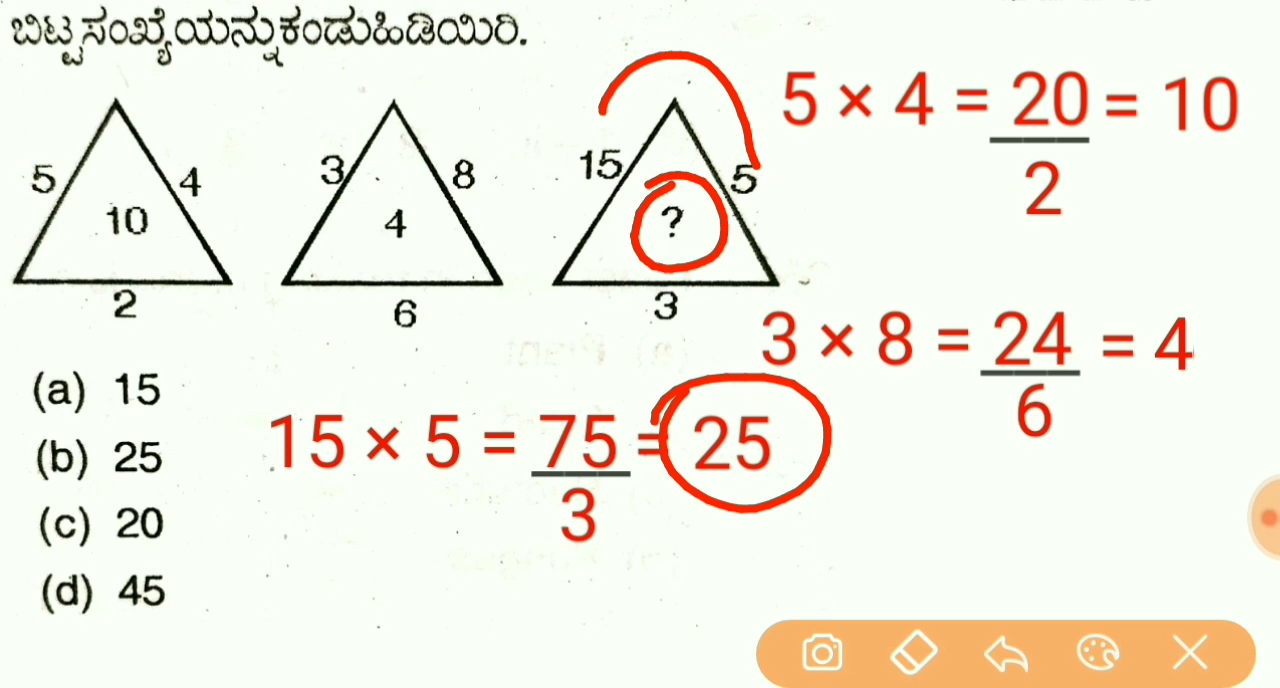 ಬಿಟ್ಟಸಂಖ್ಯೆಯನ್ನುಕಂಡುಹಿಡಿಯಿರಿ.
5 4 10 2
3 8 4 6
15 5 ? 3
5 × 4 = 20 = 10
2
3 × 8 = 24 = 4
6
(a) 15
(b) 25
(c) 20
(d) 45
15 × 5 = 75 = 25
3